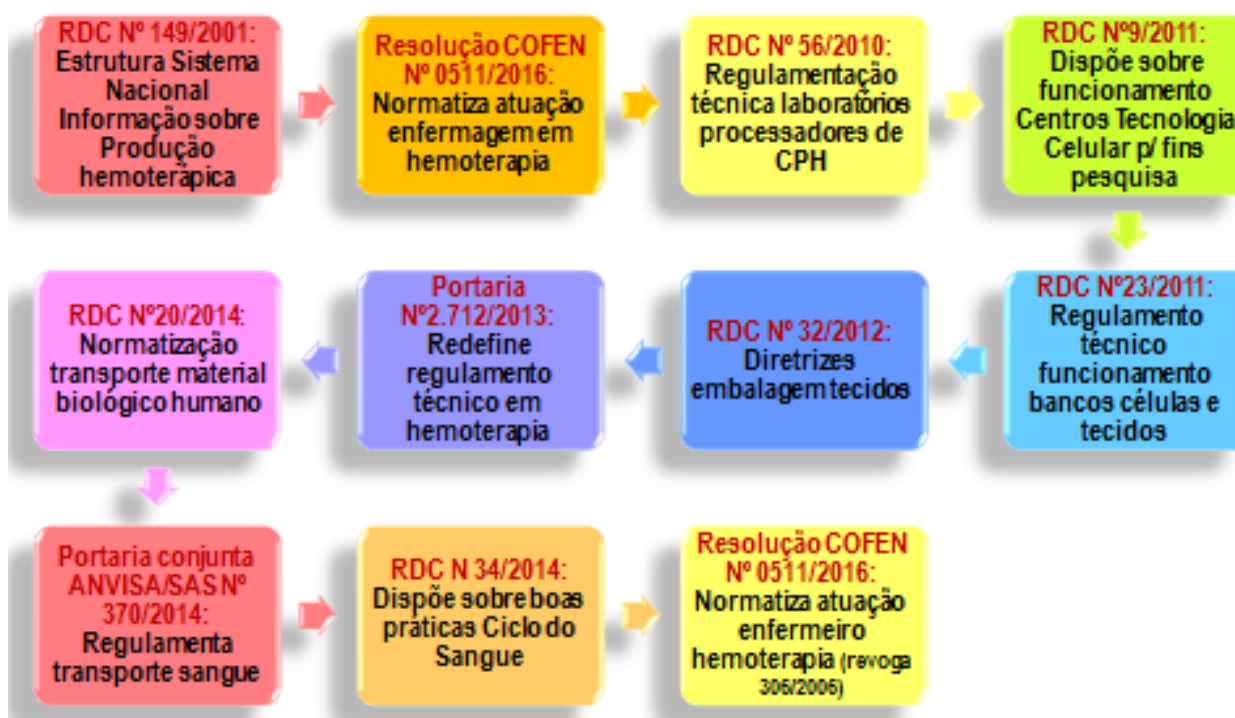 RDC Nº 149/2001:
Estrutura Sistema
Nacional
Informação sobre
Produção
hemoterápica
Resolução COFEN
Nº 0511/2016:
Normatiza atuação
enfermagem em
hemoterapia
RDC Nº 56/2010:
Regulamentação
técnica laboratórios
processadores de
CPH
RDC Nº9/2011:
Dispõe sobre
funcionamento
Centros Tecnologia
Celular p/ fins
pesquisa
RDC Nº23/2011:
Regulamento
técnico
funcionamento
bancos células e
tecidos
RDC Nº 32/2012:
Diretrizes
embalagem tecidos
Portaria
Nº2.712/2013:
Redefine
regulamento
técnico em
hemoterapia
RDC Nº20/2014:
Normatização
transporte material
biológico humano
Portaria conjunta
ANVISA/SAS Nº
370/2014:
Regulamenta
transporte sangue
RDC N 34/2014:
Dispõe sobre boas
práticas Ciclo do
Sangue
Resolução COFEN
Nº 0511/2016:
Normatiza atuação
enfermeiro
hemoterapia (revoga
306/2006)